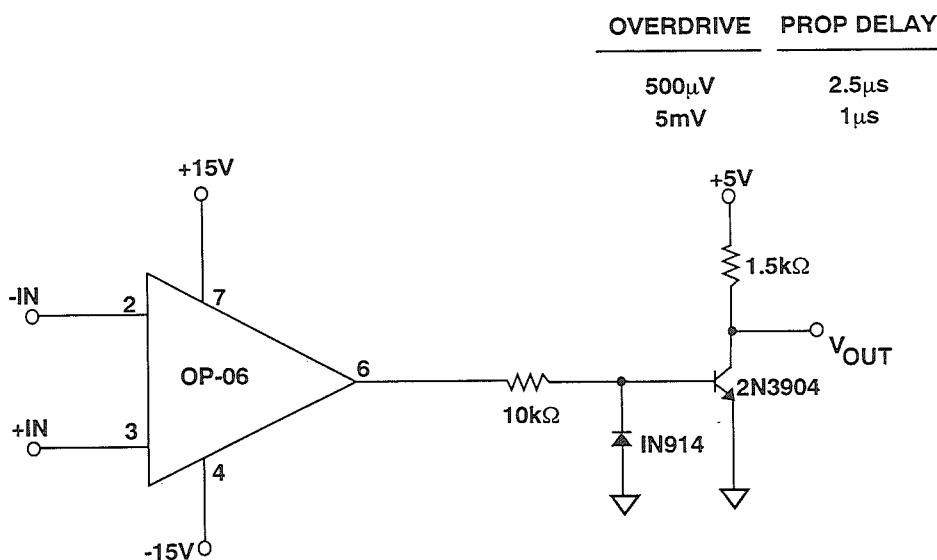 OVERDRIVE PROP DELAY
500µV 2.5µs
5mV 1µs
+15V
+5V
1.5kΩ
-IN
2
7
OP-06
6
VOUT
2N3904
10kΩ
+IN
3
4
IN914
-15V